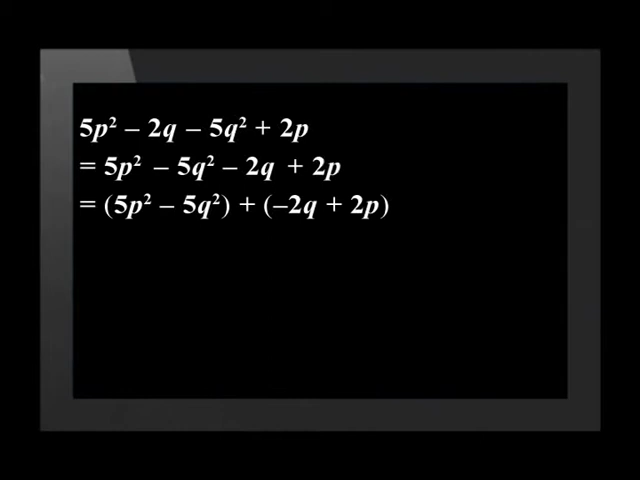 5p² – 2q – 5q² + 2p
= 5p² – 5q² – 2q + 2p
= (5p² – 5q²) + (–2q + 2p)